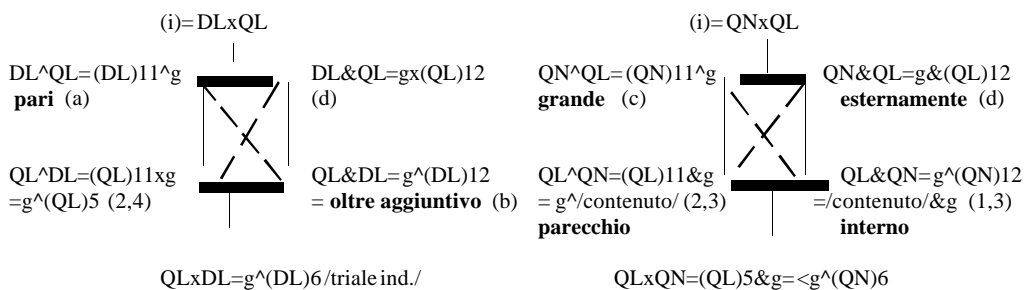 (i)=DLxQL
DL^QL=(DL)11^g
pari (a)
DL&QL=gx(QL)12
(d)
QL^DL=(QL)11xg
=g^(QL)5 (2,4)
QL&DL=g^(DL)12
= oltre aggiuntivo (b)
QLxDL=g^(DL)6/triale ind./
(i)=QNxQL
QN^QL=(QN)11^g
grande (c)
QN&QL=g&(QL)12
esternamente (d)
QL^QN=(QL)11&g
= g^/contenuto/ (2,3)
parecchio
QL&QN=g^(QN)12
=/contenuto/&g (1,3)
interno
QLxQN=(QL)5&g=<g^(QN)6